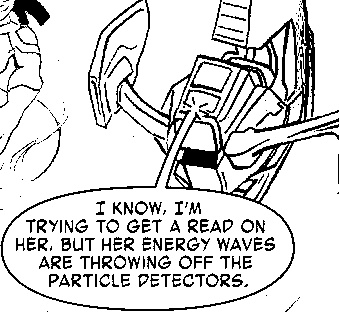 I KNOW, I'M
TRYING TO GET A READ ON
HER, BUT HER ENERGY WAVES
ARE THROWING OFF THE
PARTICLE DETECTORS.